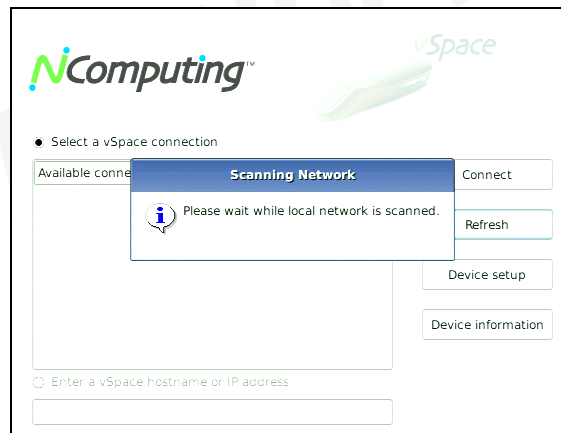 vSpace
NComputing™
Select a vSpace connection
Available conne
Scanning Network
Connect
Please wait while local network is scanned.
Refresh
Device setup
Device information
Enter a vSpace hostname or IP address